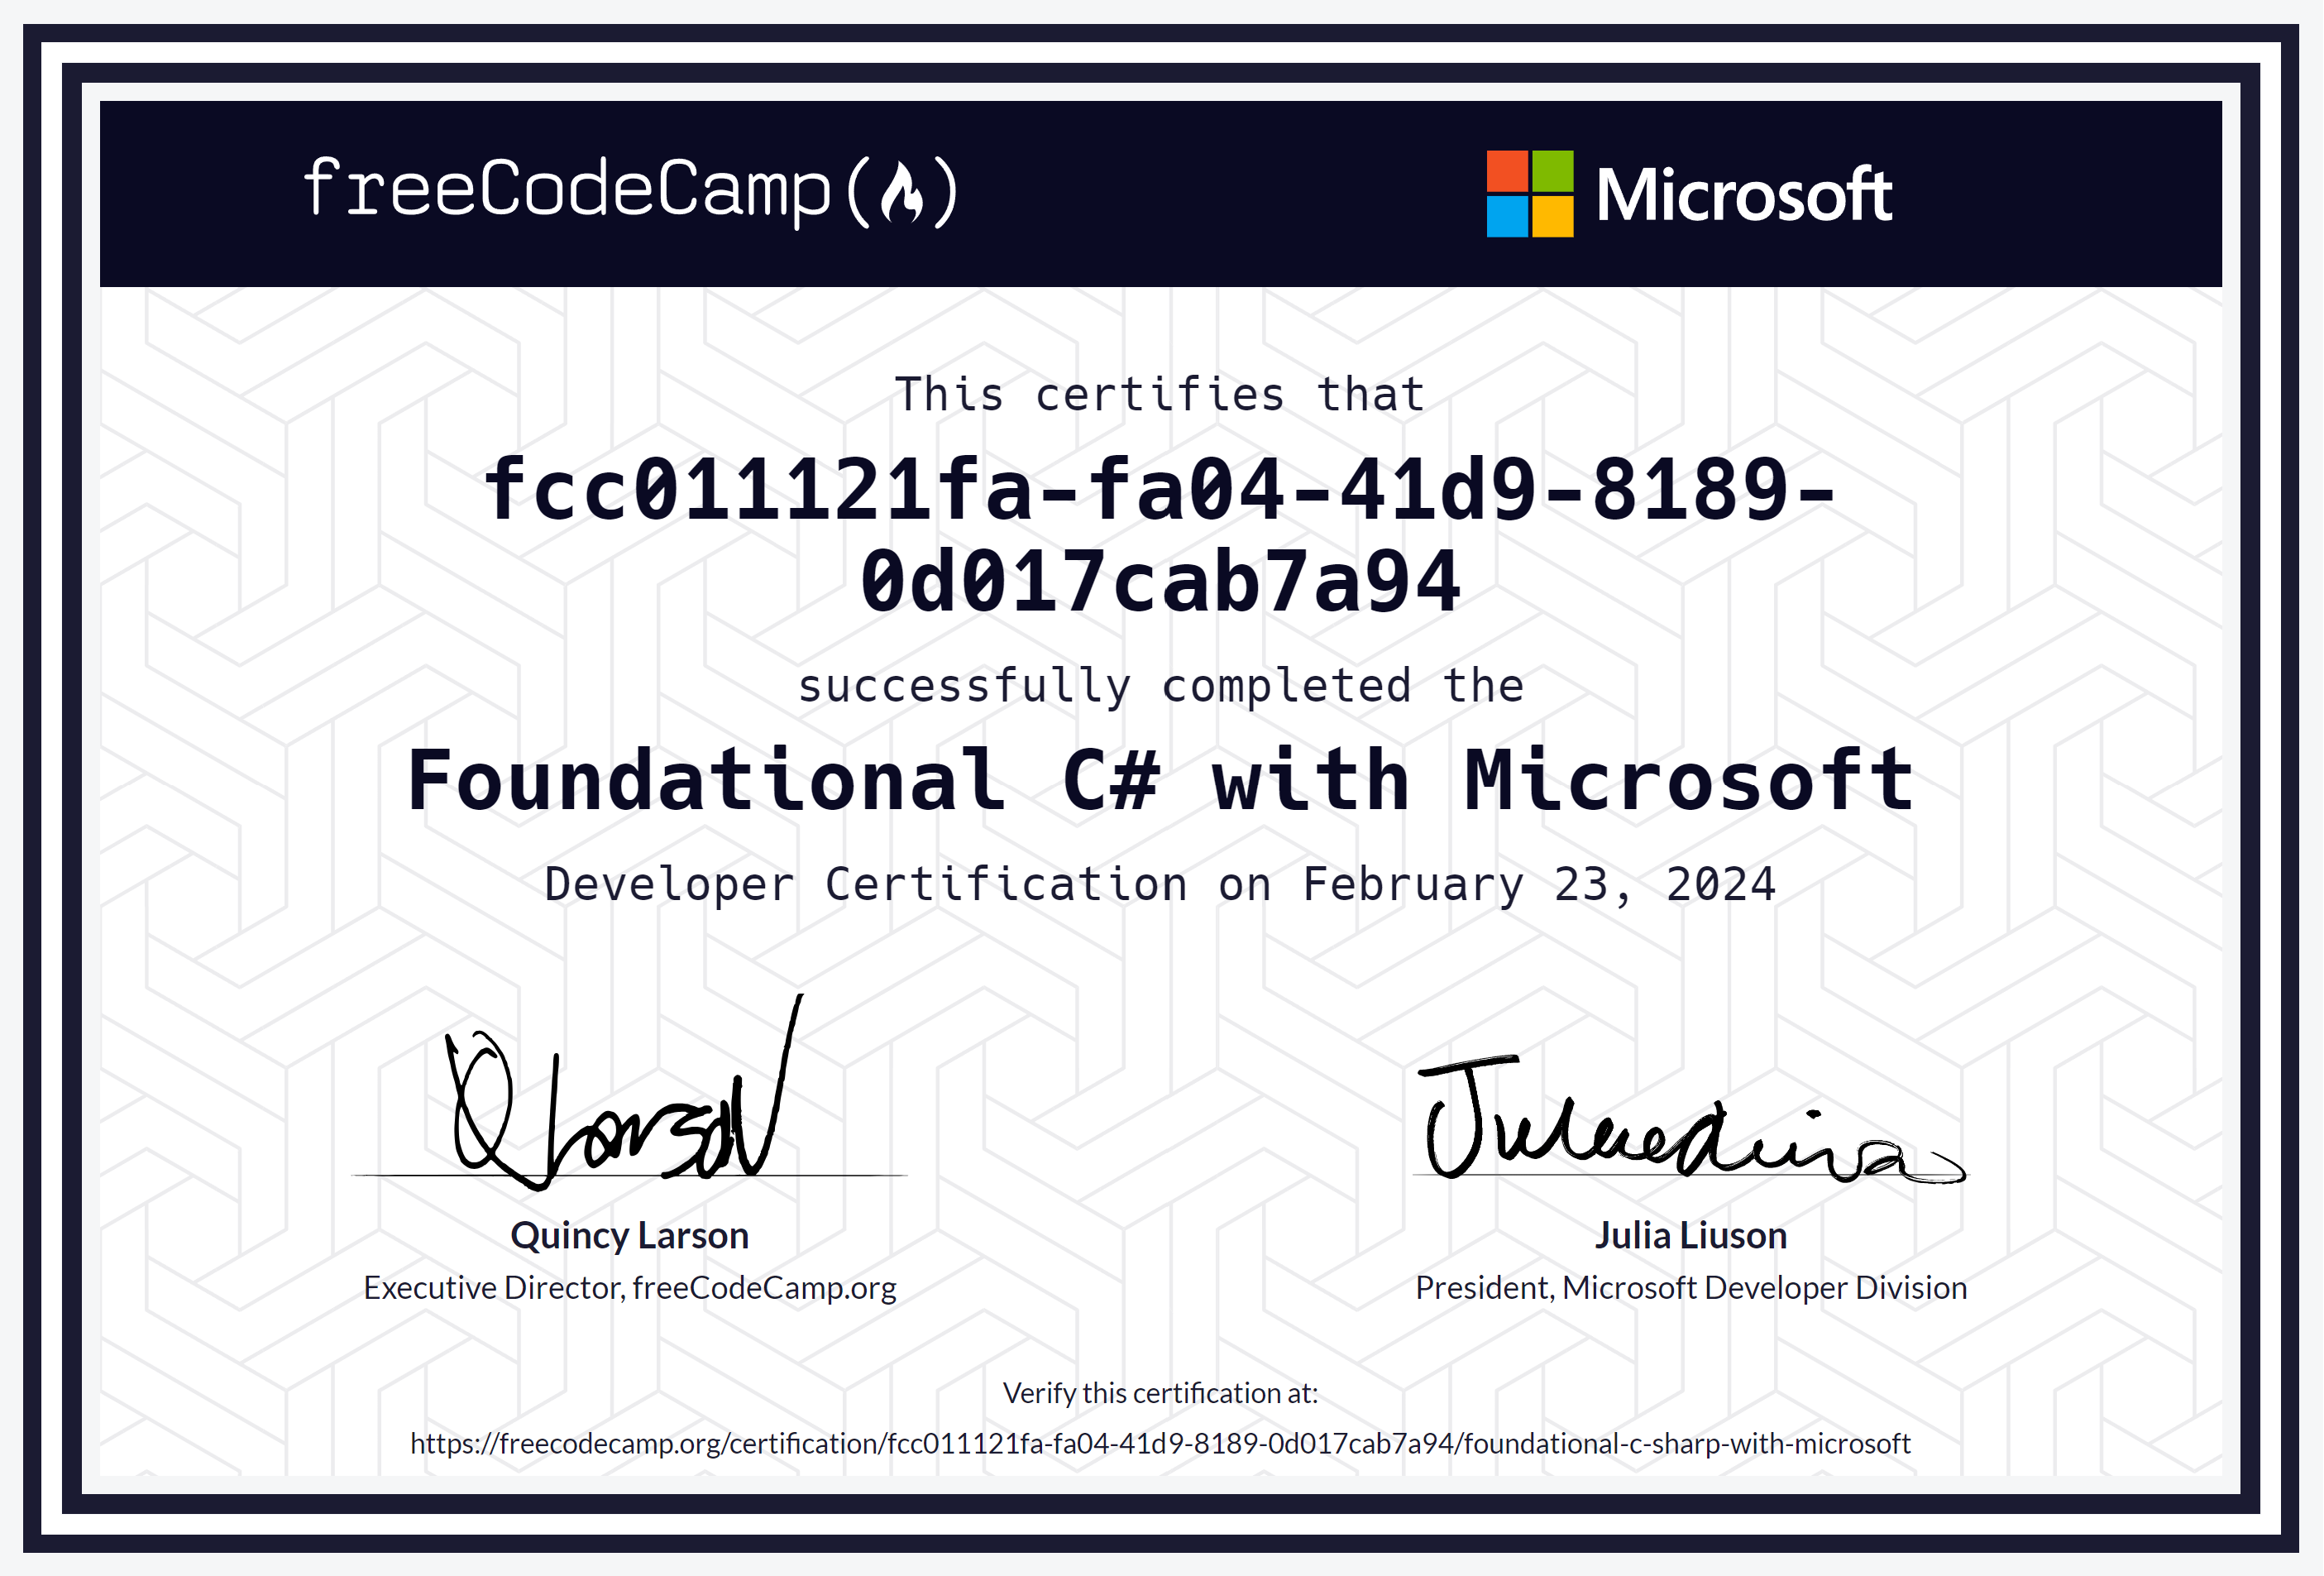 freeCodeCamp(🔥) Microsoft
This certifies that
fcc011121fa-fa04-41d9-8189-
0d017cab7a94
successfully completed the
Foundational C# with Microsoft
Developer Certification on February 23, 2024
Quincy Larson Julia Liuson
Executive Director, freeCodeCamp.org President, Microsoft Developer Division
Verify this certification at:
https://freecodecamp.org/certification/fcc011121fa-fa04-41d9-8189-0d017cab7a94/foundational-c-sharp-with-microsoft